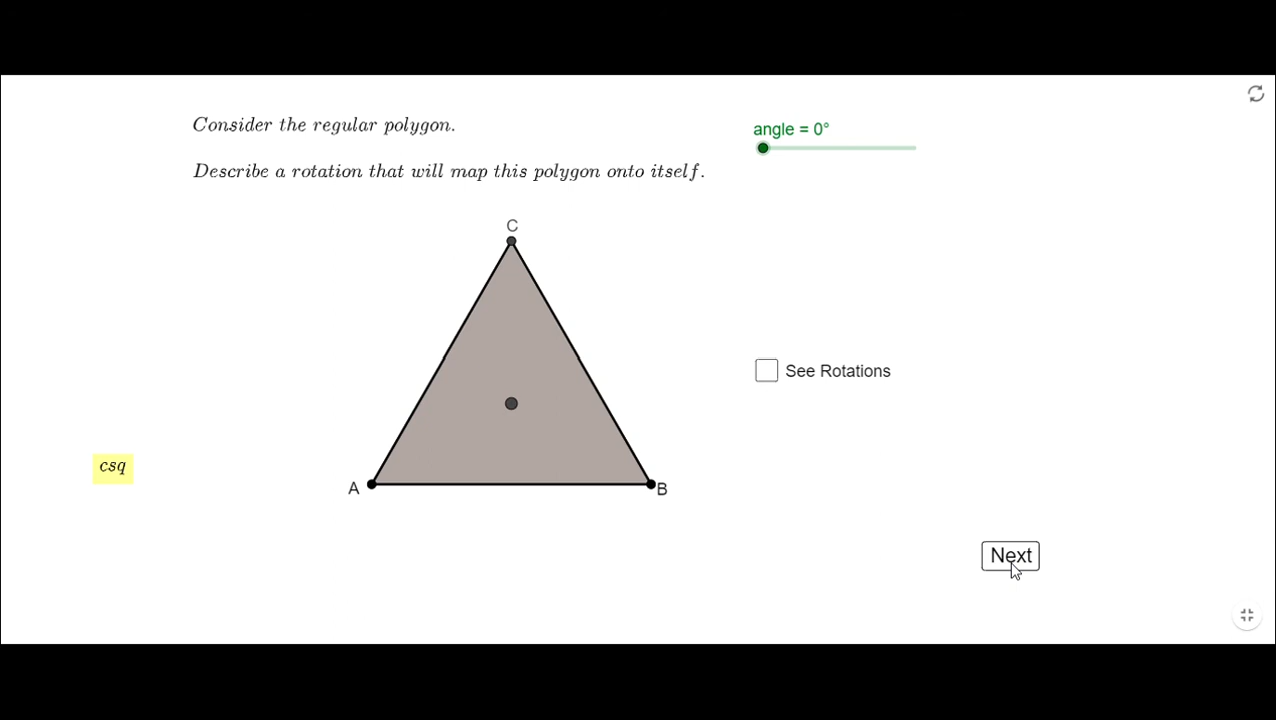 Consider the regular polygon.
angle = 0°
Describe a rotation that will map this polygon onto itself.
C
See Rotations
csq
A
B
Next